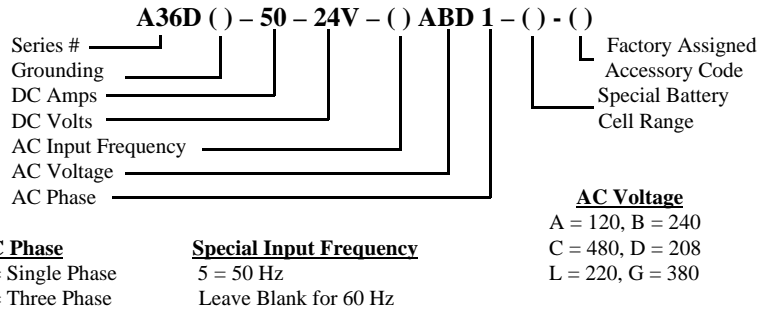 A36D ( ) – 50 – 24V – ( ) ABD 1 – ( ) - ( )
Series #
Grounding
DC Amps
DC Volts
AC Input Frequency
AC Voltage
AC Phase
Factory Assigned
Accessory Code
Special Battery
Cell Range
AC Voltage
A = 120, B = 240
C = 480, D = 208
L = 220, G = 380
Phase
Single Phase
Three Phase
Special Input Frequency
5 = 50 Hz
Leave Blank for 60 Hz